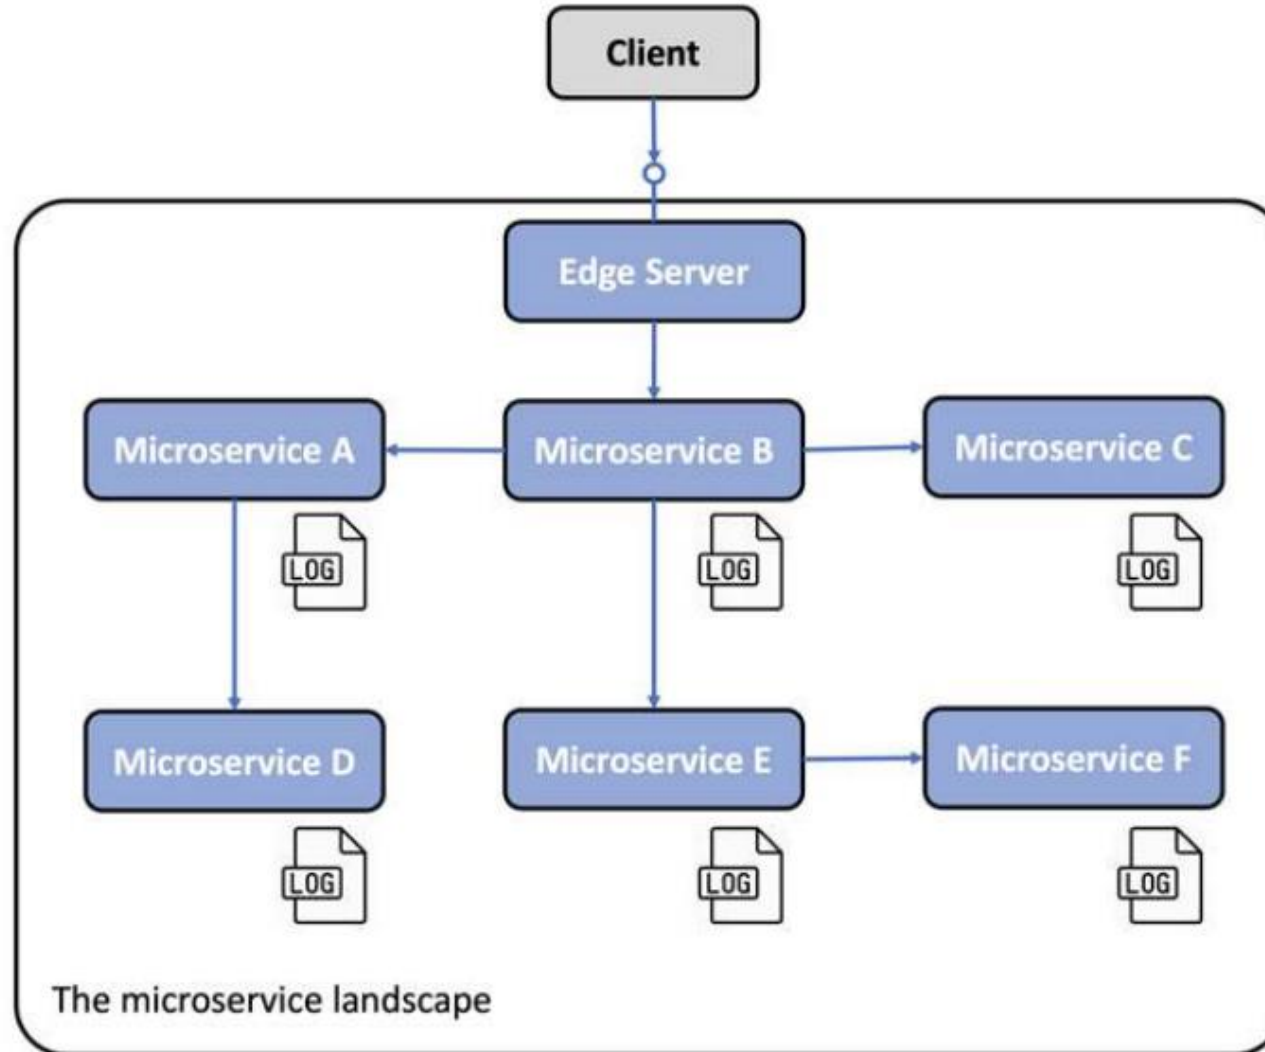 Client
Edge Server
Microservice A
Microservice B
Microservice C
LOG
LOG
LOG
Microservice D
Microservice E
Microservice F
LOG
LOG
LOG
The microservice landscape